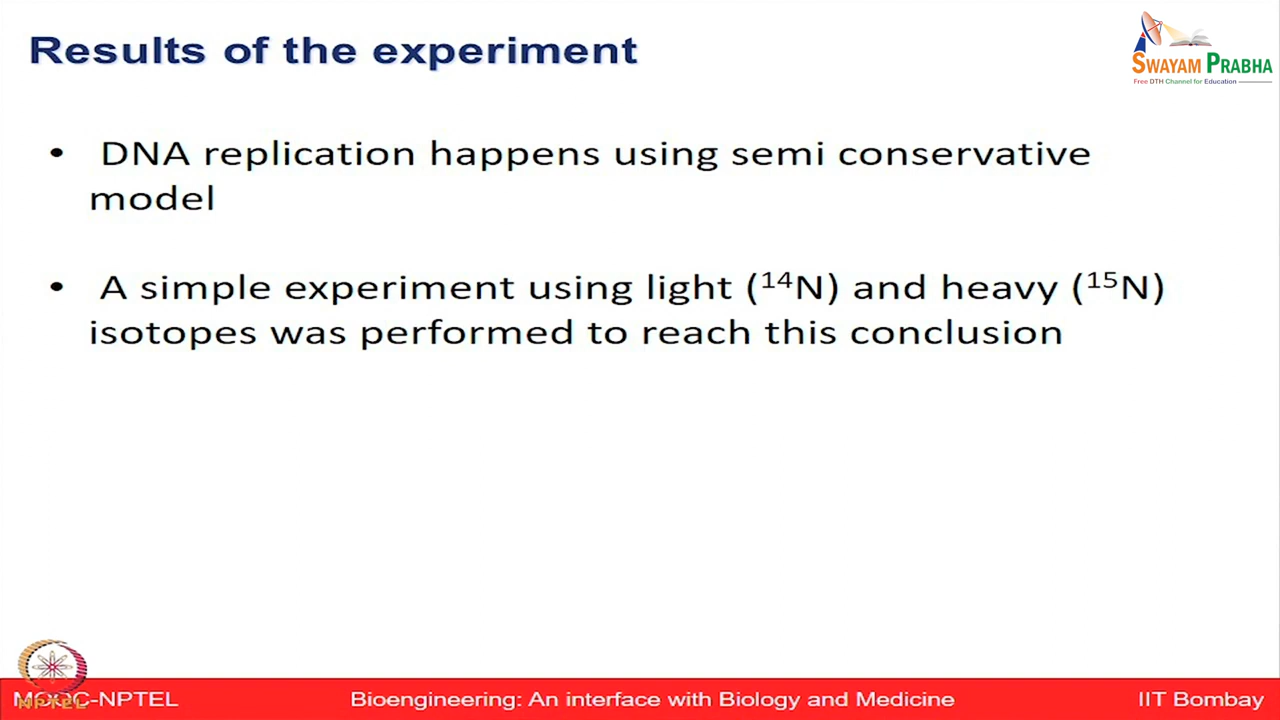 Results of the experiment
SWAYAM PRABHA
Free DTH Channel for Education
• DNA replication happens using semi conservative
model
• A simple experiment using light (¹⁴N) and heavy (¹⁵N)
isotopes was performed to reach this conclusion
NPTEL
MOOC-NPTEL
Bioengineering: An interface with Biology and Medicine
IIT Bombay